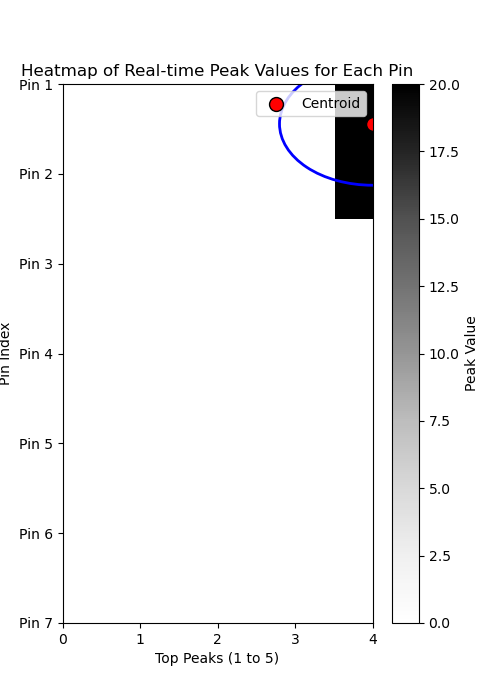 Heatmap of Real-time Peak Values for Each Pin
Centroid
Pin 1
Pin 2
Pin 3
Pin 4
Pin 5
Pin 6
Pin 7
Pin Index
0 1 2 3 4
Top Peaks (1 to 5)
20.0
17.5
15.0
12.5
10.0
7.5
5.0
2.5
0.0
Peak Value